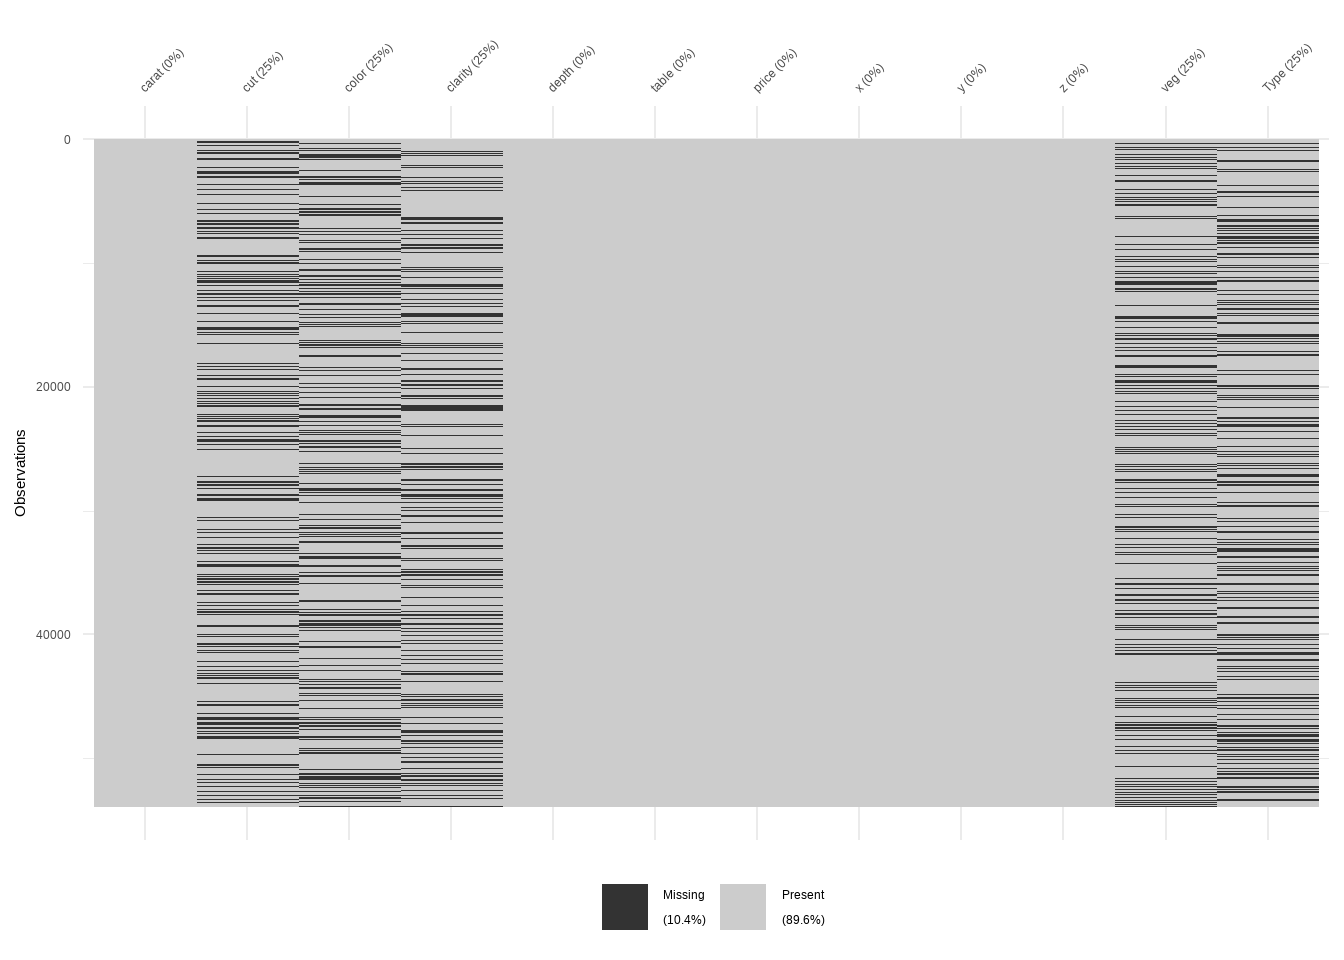 carat (0%)
cut (25%)
color (25%)
clarity (25%)
depth (0%)
table (0%)
price (0%)
x (0%)
y (0%)
z (0%)
veg (25%)
Type (25%)
0
20000
40000
Observations
Missing
(10.4%)
Present
(89.6%)